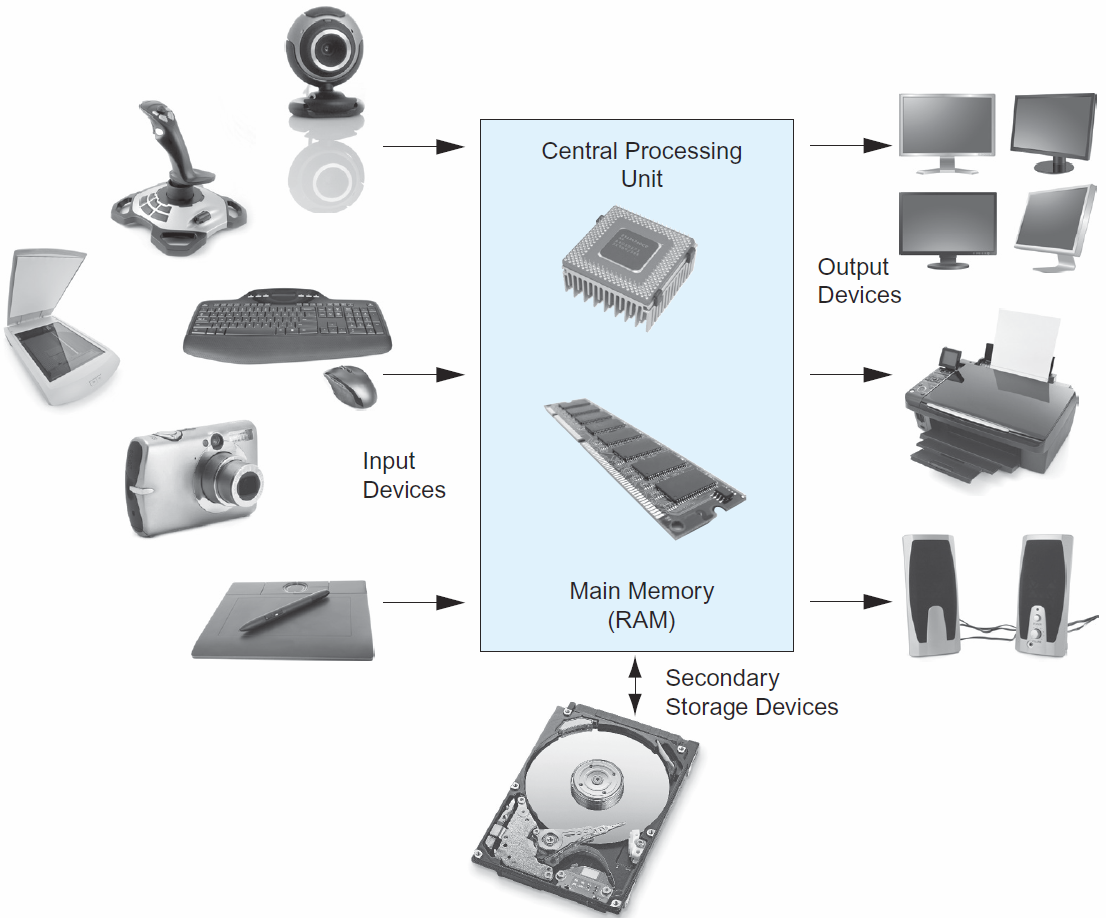 Central Processing
Unit
Output
Devices
Input
Devices
Main Memory
(RAM)
Secondary
Storage Devices